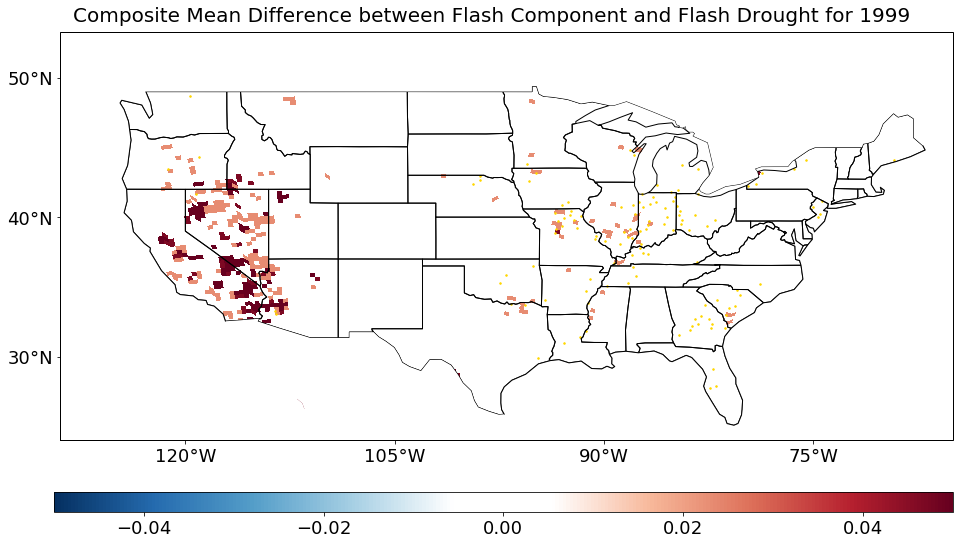 Composite Mean Difference between Flash Component and Flash Drought for 1999
50°N
40°N
30°N
120°W 105°W 90°W 75°W
−0.04 −0.02 0.00 0.02 0.04